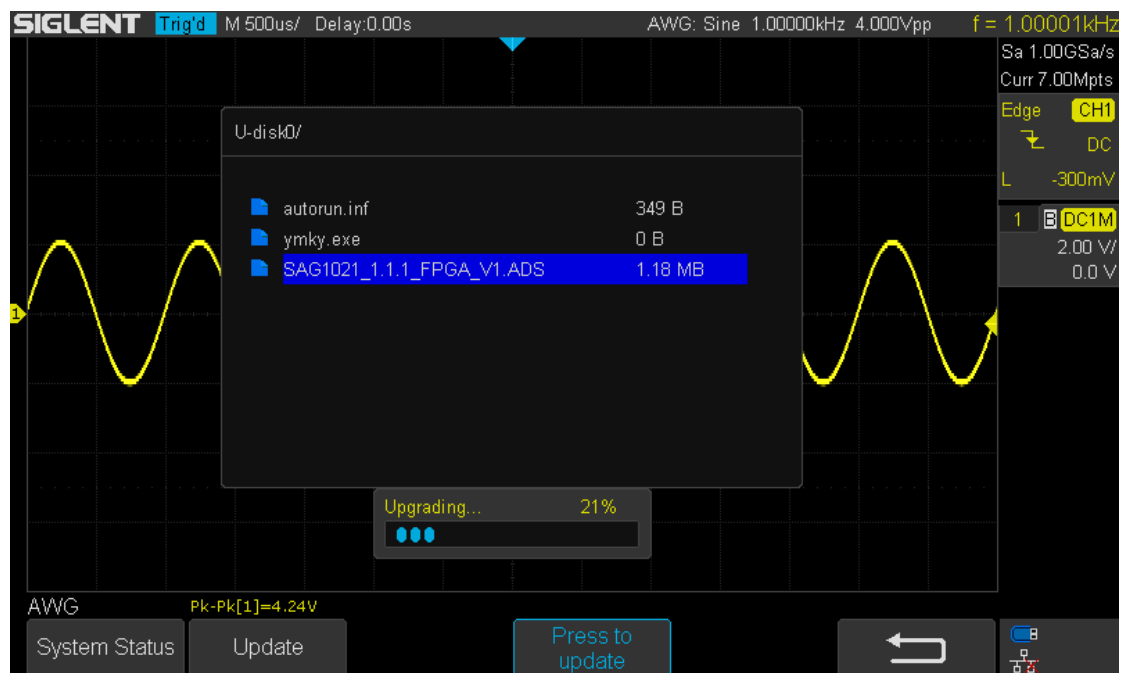 SIGLENT Trig'd M 500us/ Delay:0.00s AWG: Sine 1.00000kHz 4.000Vpp f = 1.00001kHz
Sa 1.00GSa/s
Curr 7.00Mpts
Edge CH1
DC
L -300mV
1 B DC1M
2.00 V/
0.0 V
U-disk0/
autorun.inf 349 B
ymky.exe 0 B
SAG1021_1.1.1_FPGA_V1.ADS 1.18 MB
1
Upgrading... 21%
AWG Pk-Pk[1]=4.24V
System Status Update Press to
update
B